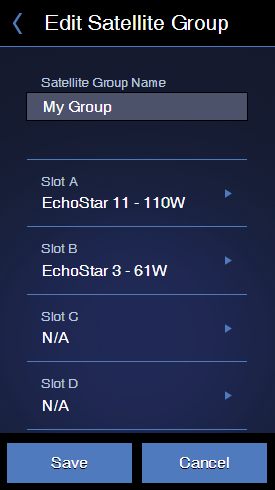 Edit Satellite Group
Satellite Group Name
My Group
Slot A
EchoStar 11 - 110W
Slot B
EchoStar 3 - 61W
Slot C
N/A
Slot D
N/A
Save
Cancel